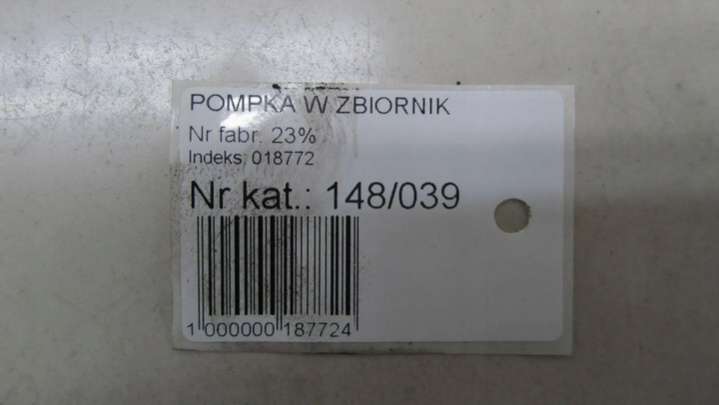 POMPKA W ZBIORNIK
Nr fabr. 23%
Indeks: 018772
Nr kat.: 148/039
1 000000 187724